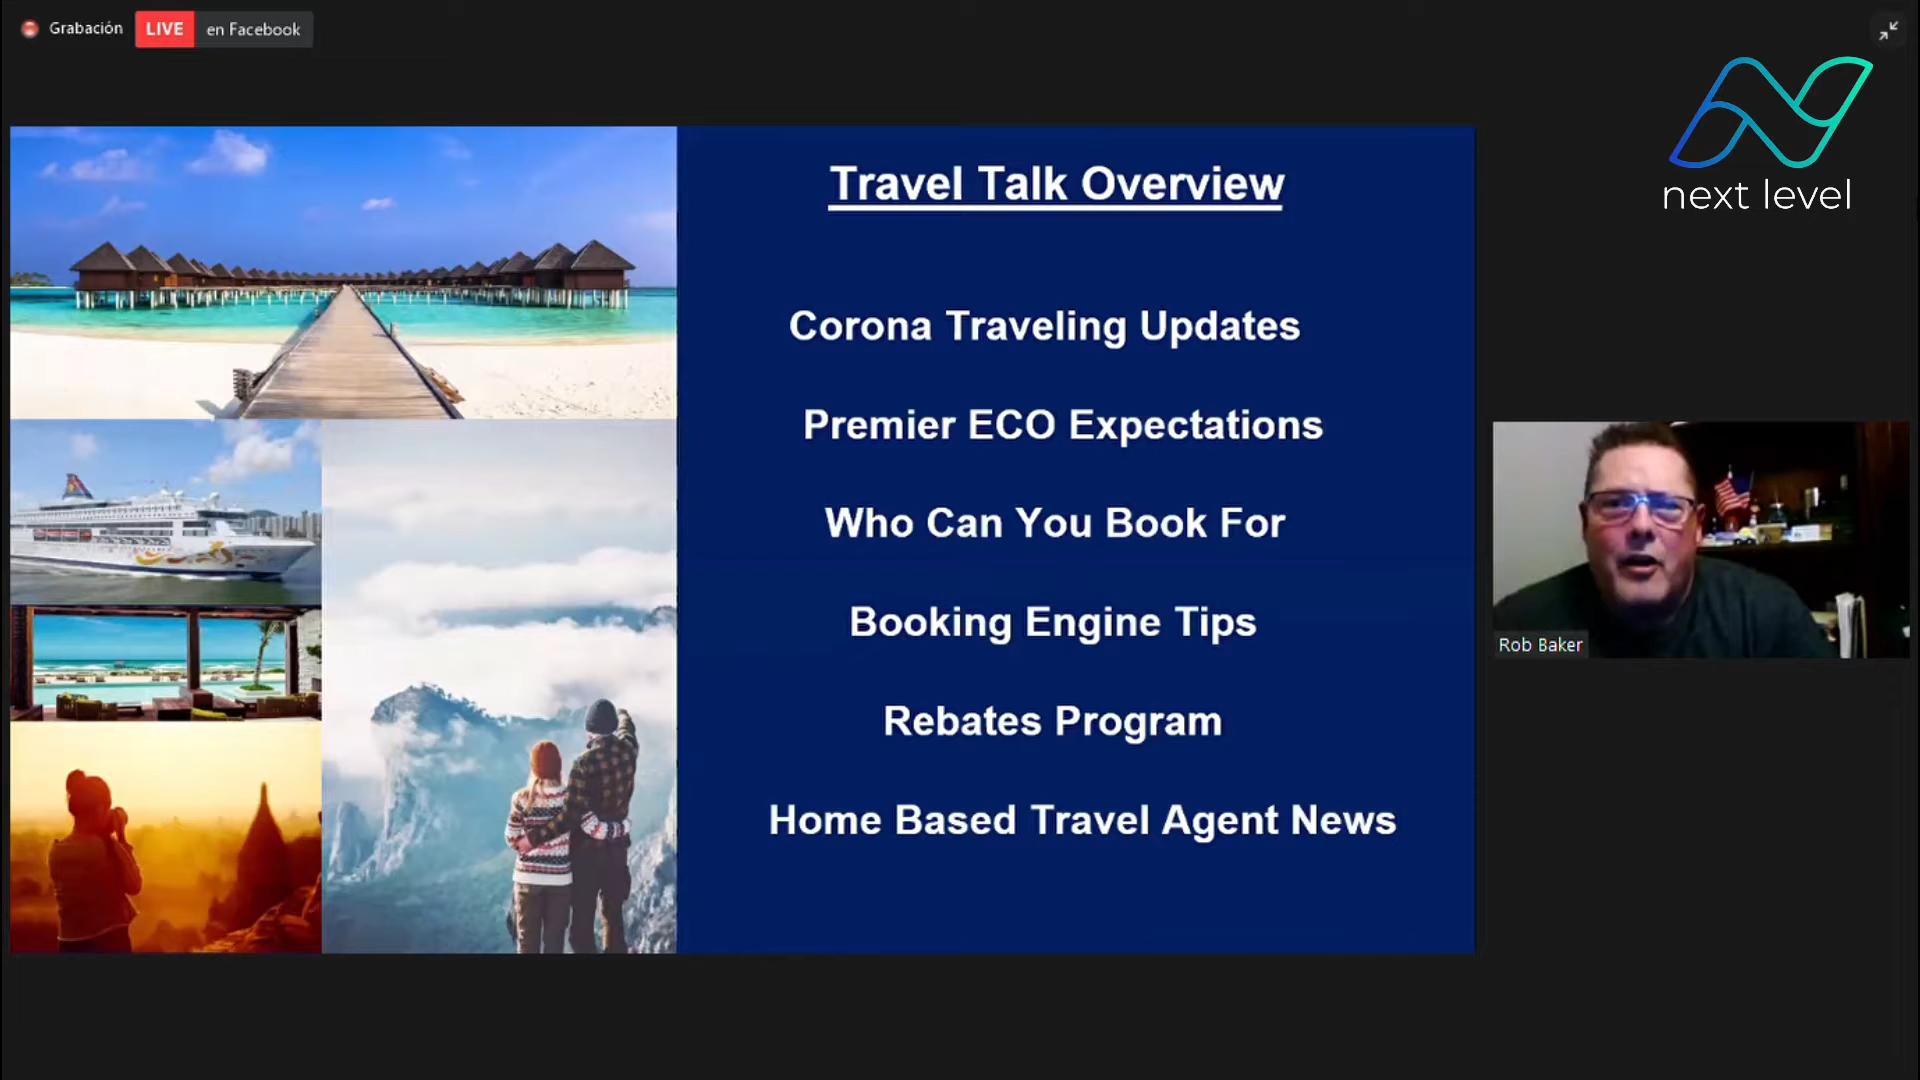 Grabación
LIVE en Facebook
next level
Travel Talk Overview
Corona Traveling Updates
Premier ECO Expectations
Who Can You Book For
Booking Engine Tips
Rebates Program
Home Based Travel Agent News
Rob Baker